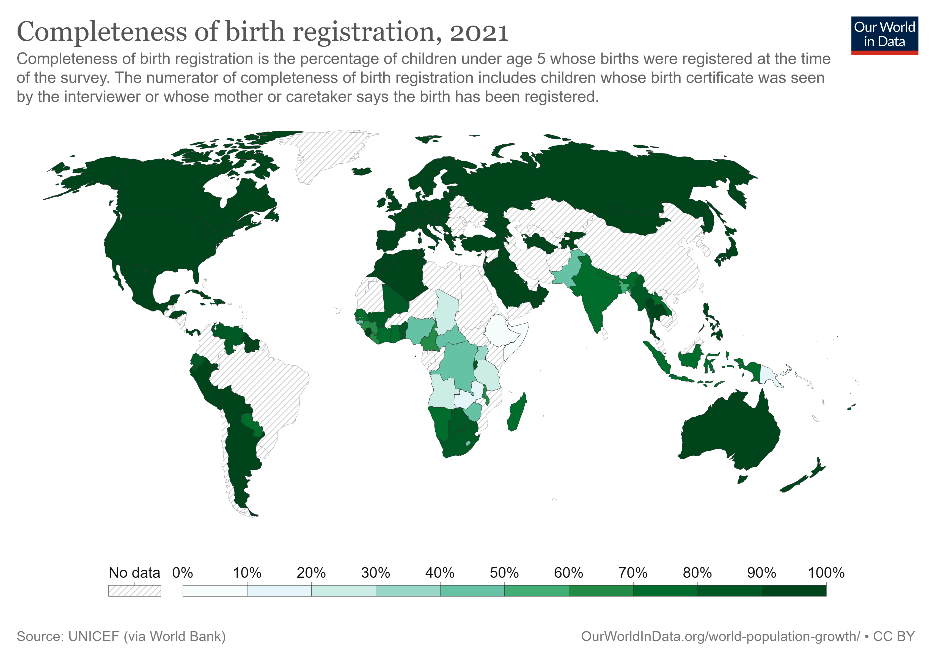 Completeness of birth registration, 2021
Our World
in Data
Completeness of birth registration is the percentage of children under age 5 whose births were registered at the time
of the survey. The numerator of completeness of birth registration includes children whose birth certificate was seen
by the interviewer or whose mother or caretaker says the birth has been registered.
No data 0% 10% 20% 30% 40% 50% 60% 70% 80% 90% 100%
Source: UNICEF (via World Bank)
OurWorldInData.org/world-population-growth/ • CC BY